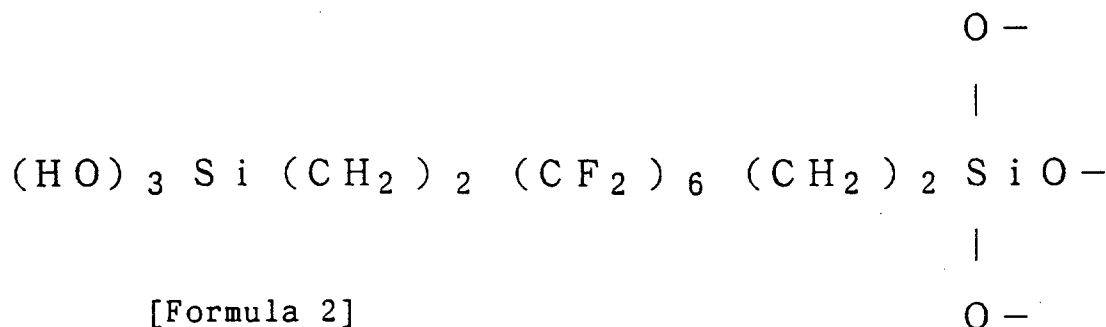 O –
|
(HO)₃Si(CH₂)₂(CF₂)₆(CH₂)₂SiO–
|
[Formula 2] O –